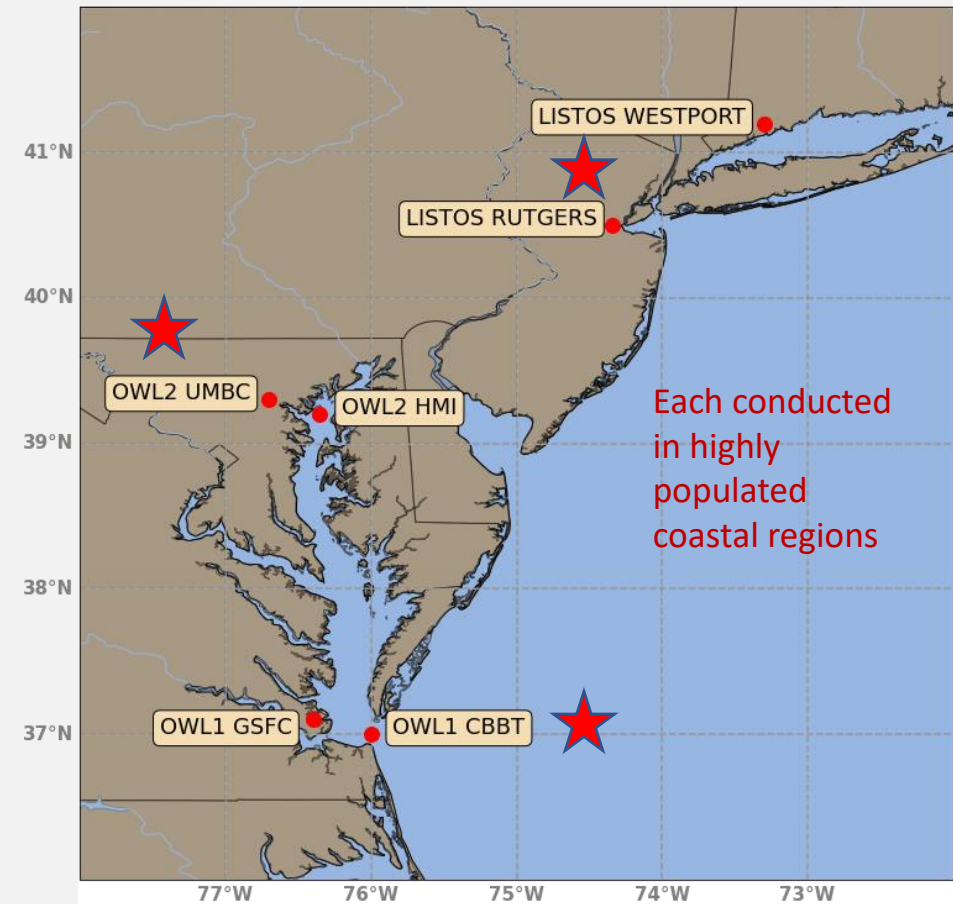 LISTOS WESTPORT
41°N
LISTOS RUTGERS
40°N
OWL2 UMBC
OWL2 HMI
Each conducted
in highly
populated
coastal regions
39°N
38°N
OWL1 GSFC
OWL1 CBBT
37°N
77°W 76°W 75°W 74°W 73°W